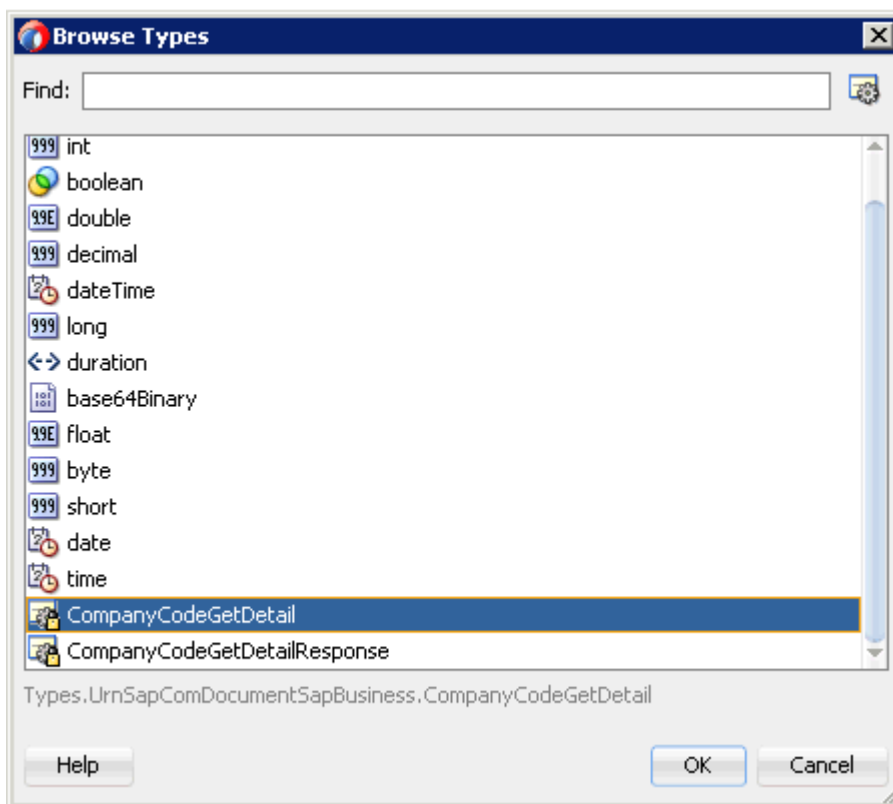 Browse Types
Find:
int
boolean
double
decimal
dateTime
long
duration
base64Binary
float
byte
short
date
time
CompanyCodeGetDetail
CompanyCodeGetDetailResponse
Types.UrnSapComDocumentSapBusiness.CompanyCodeGetDetail
Help OK Cancel